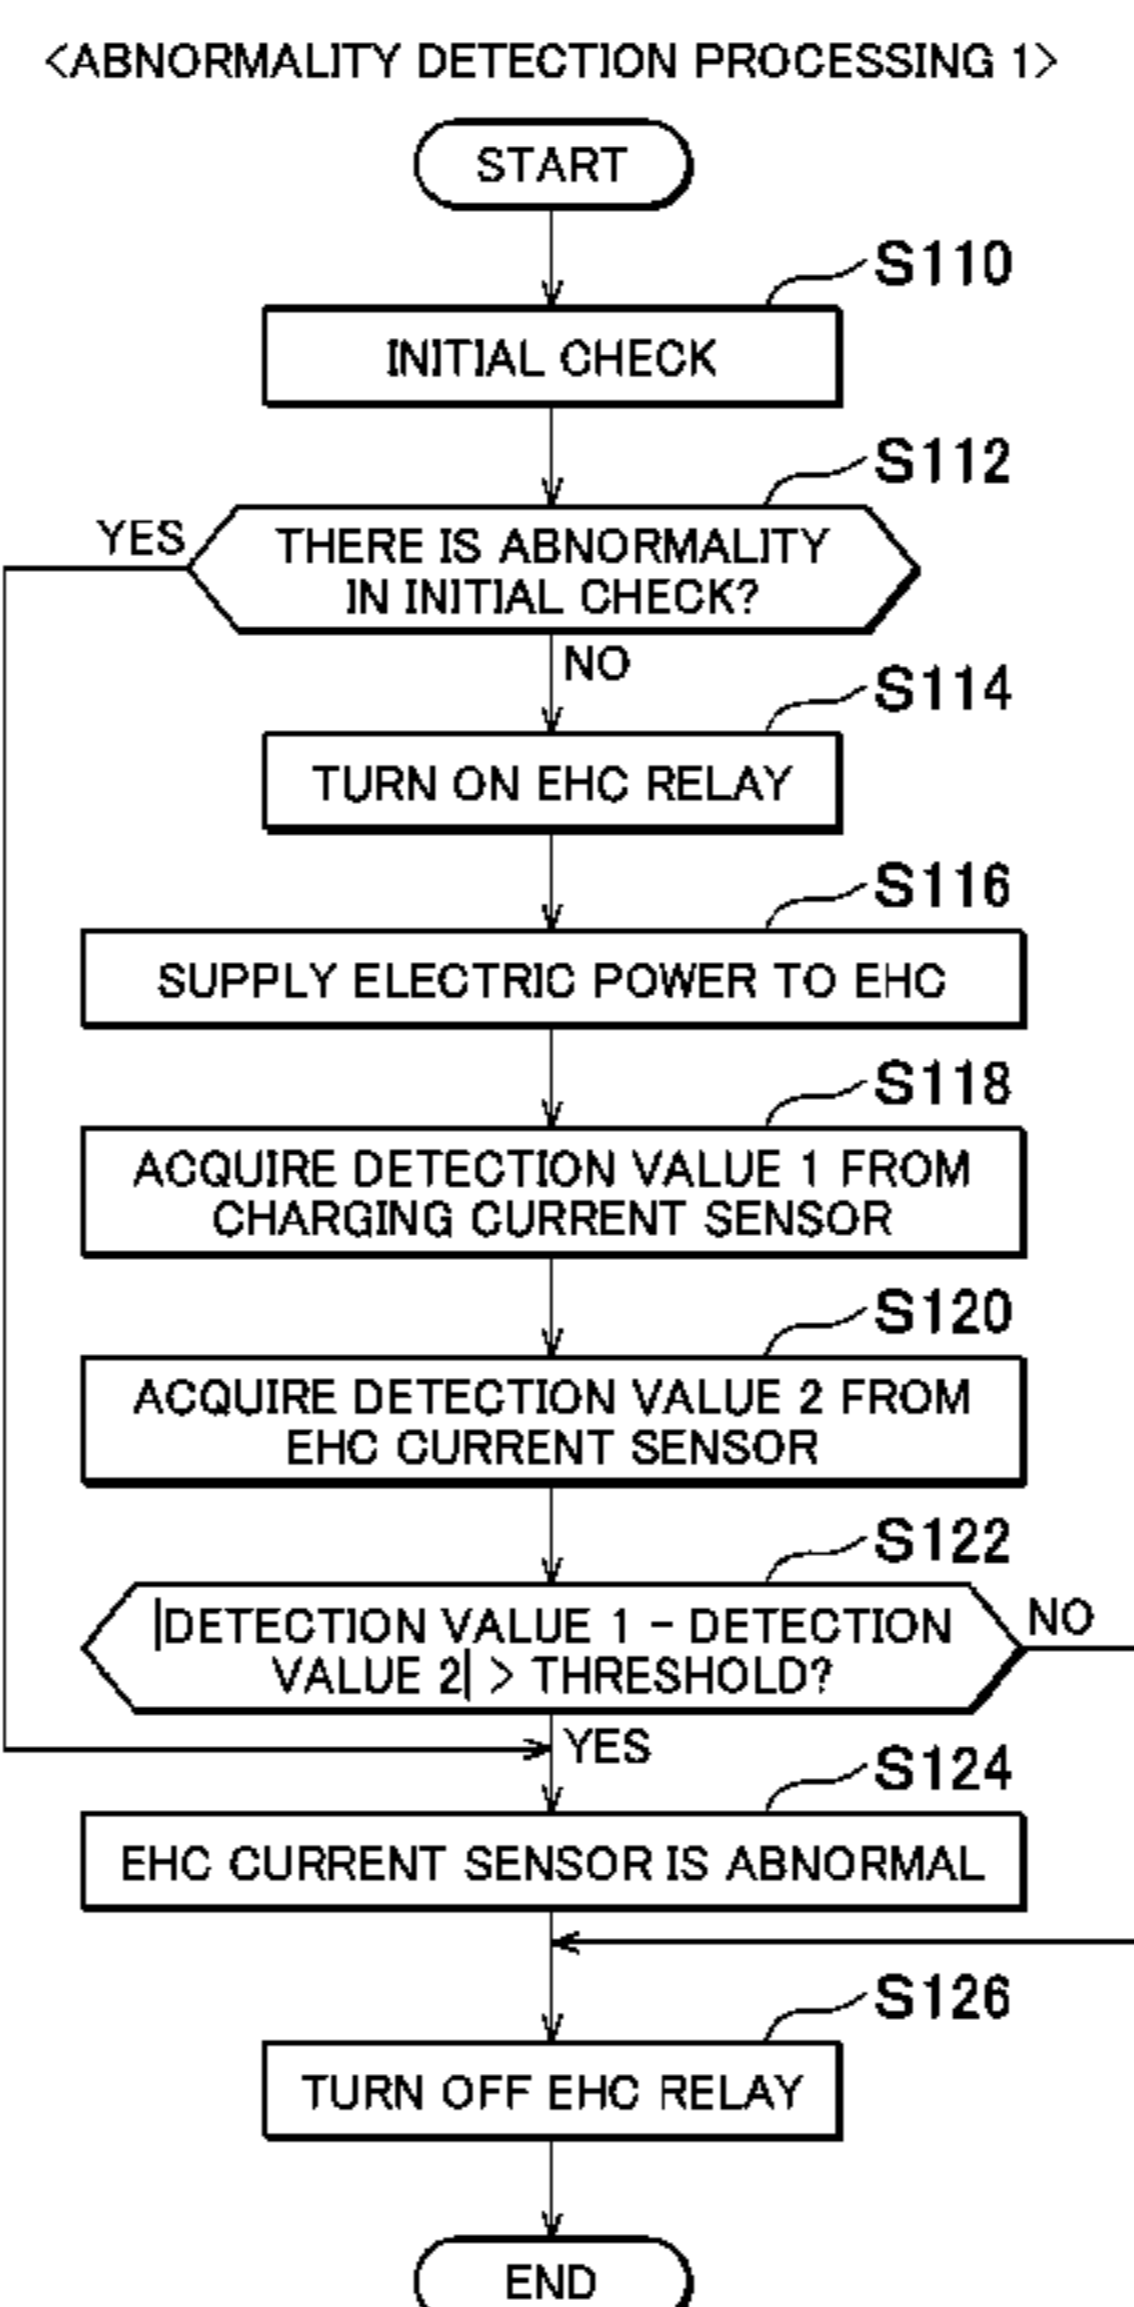 <ABNORMALITY DETECTION PROCESSING 1>
START
S110
INITIAL CHECK
S112
YES
THERE IS ABNORMALITY
IN INITIAL CHECK?
NO
S114
TURN ON EHC RELAY
S116
SUPPLY ELECTRIC POWER TO EHC
S118
ACQUIRE DETECTION VALUE 1 FROM
CHARGING CURRENT SENSOR
S120
ACQUIRE DETECTION VALUE 2 FROM
EHC CURRENT SENSOR
S122
|DETECTION VALUE 1 - DETECTION
VALUE 2| > THRESHOLD?
NO
YES
S124
EHC CURRENT SENSOR IS ABNORMAL
S126
TURN OFF EHC RELAY
END